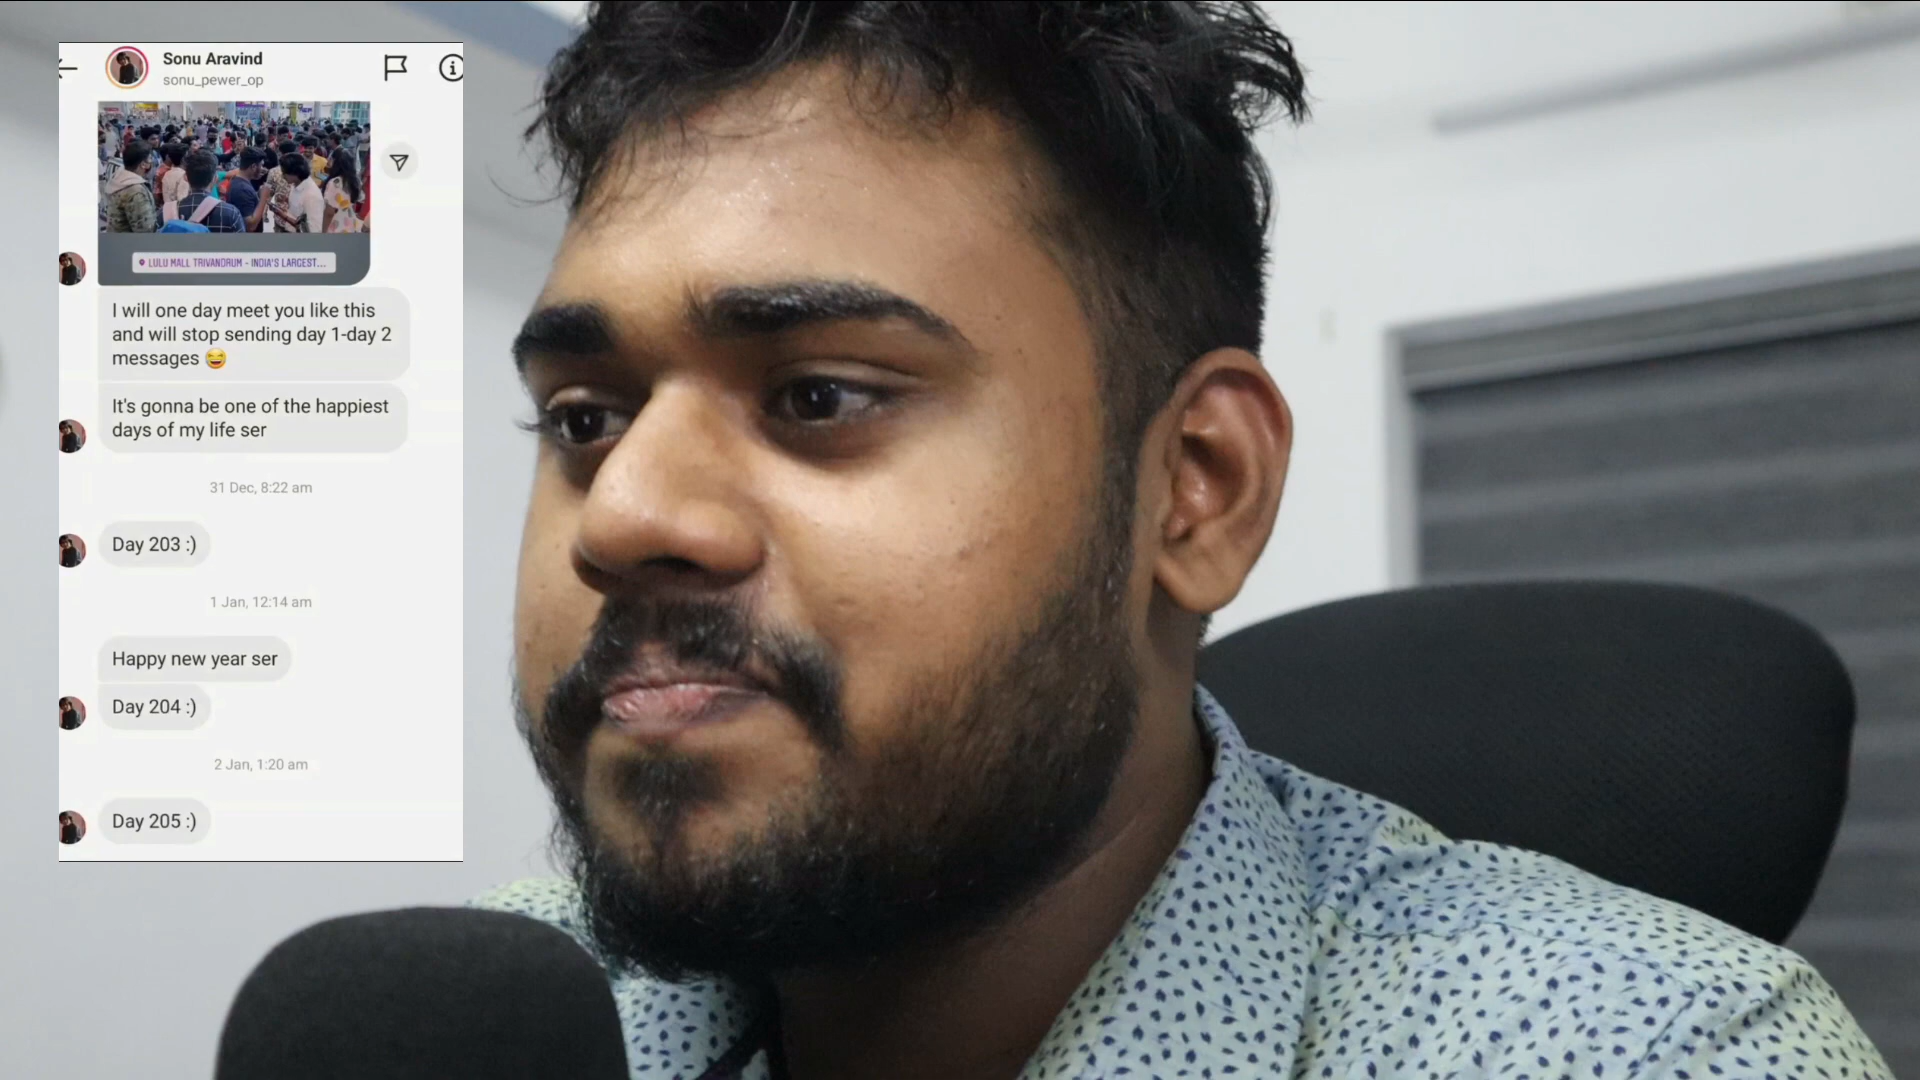 Sonu Aravind
sonu_pewer_op
LULU MALL TRIVANDRUM - INDIA'S LARGEST...
I will one day meet you like this
and will stop sending day 1-day 2
messages 😂
It's gonna be one of the happiest
days of my life ser
31 Dec, 8:22 am
Day 203 :)
1 Jan, 12:14 am
Happy new year ser
Day 204 :)
2 Jan, 1:20 am
Day 205 :)